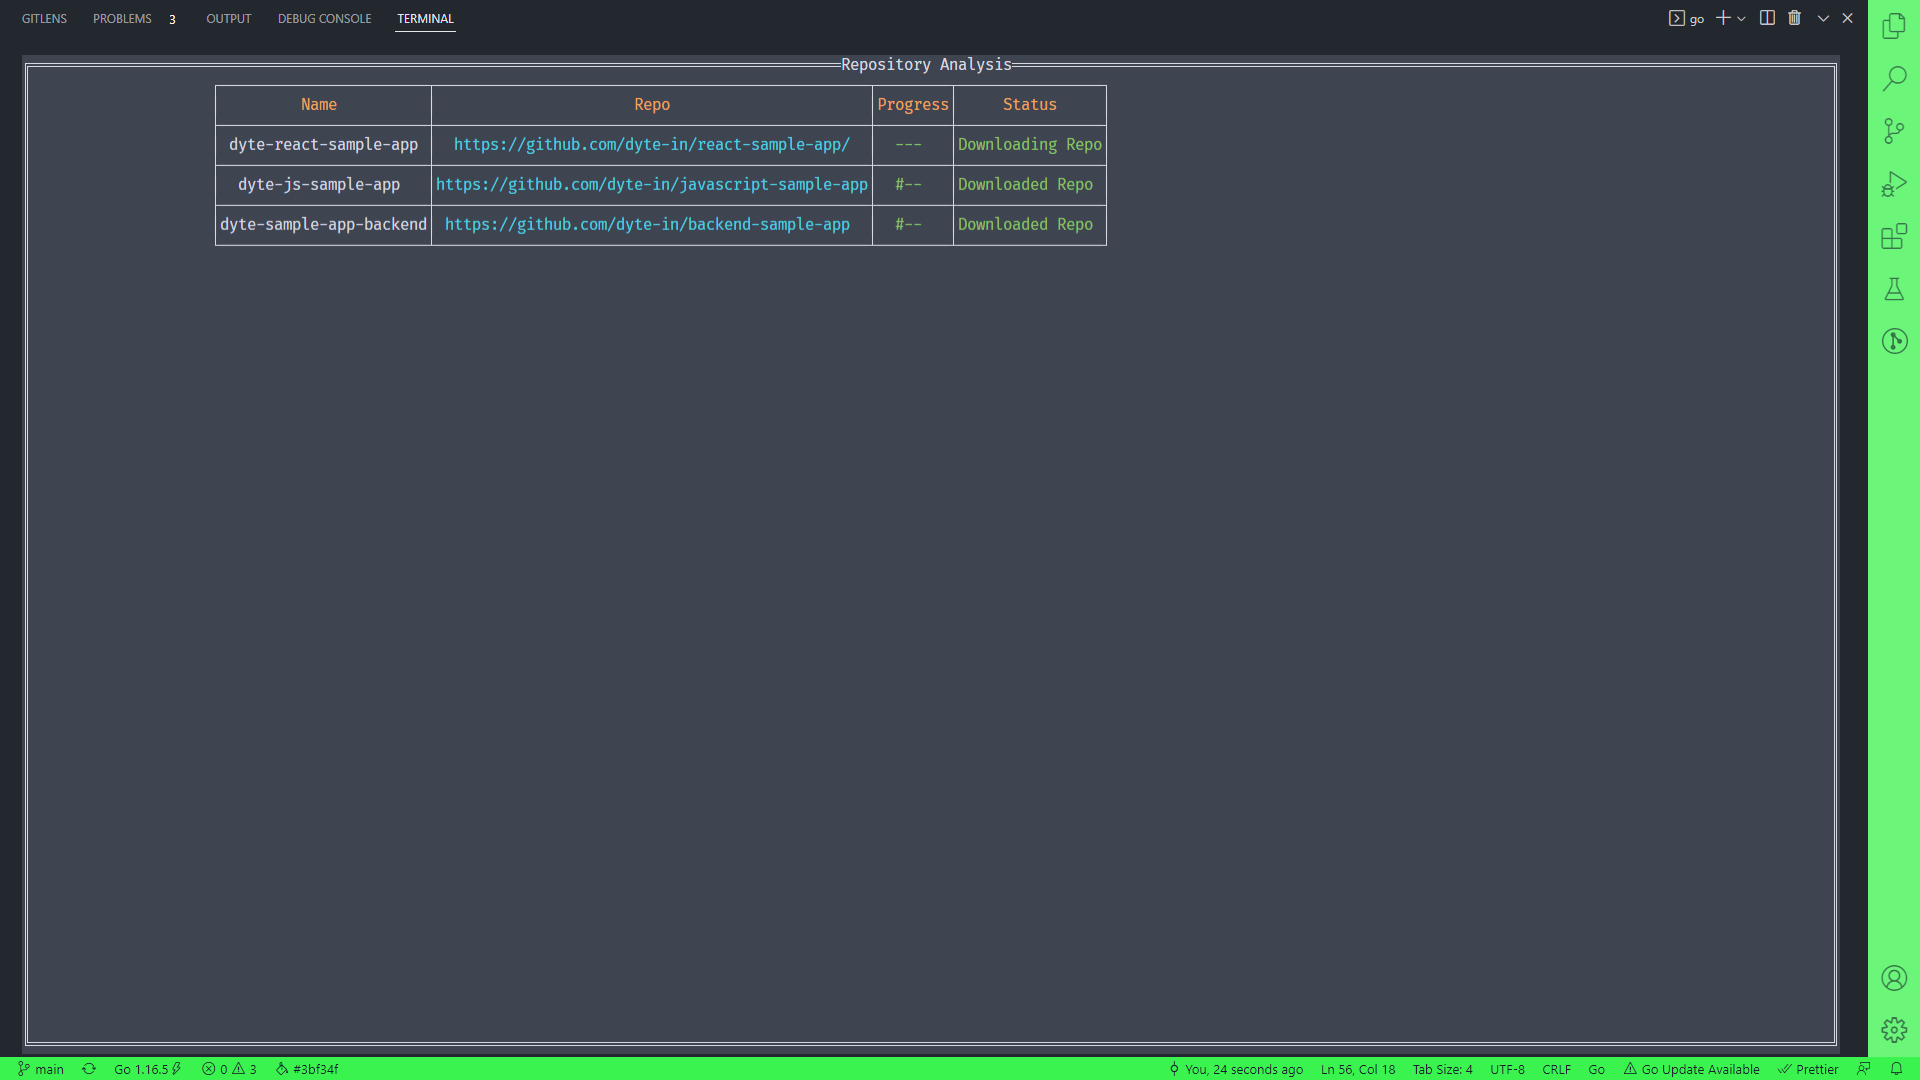 GITLENS PROBLEMS 3 OUTPUT DEBUG CONSOLE TERMINAL go
Repository Analysis
Name Repo Progress Status
dyte-react-sample-app https://github.com/dyte-in/react-sample-app/ --- Downloading Repo
dyte-js-sample-app https://github.com/dyte-in/javascript-sample-app #-- Downloaded Repo
dyte-sample-app-backend https://github.com/dyte-in/backend-sample-app #-- Downloaded Repo
main Go 1.16.5 0 3 #3bf34f You, 24 seconds ago Ln 56, Col 18 Tab Size: 4 UTF-8 CRLF Go Go Update Available Prettier